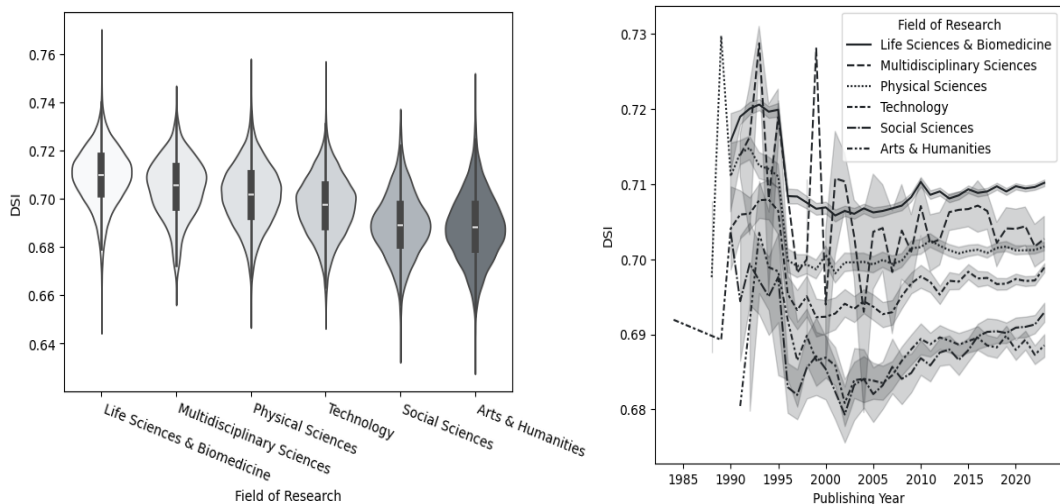 DSI
0.76
0.74
0.72
0.70
0.68
0.66
0.64
Life Sciences & Biomedicine
Multidisciplinary Sciences
Physical Sciences
Technology
Social Sciences
Arts & Humanities
Field of Research
DSI
0.73
0.72
0.71
0.70
0.69
0.68
Field of Research
Life Sciences & Biomedicine
Multidisciplinary Sciences
Physical Sciences
Technology
Social Sciences
Arts & Humanities
1985 1990 1995 2000 2005 2010 2015 2020
Publishing Year